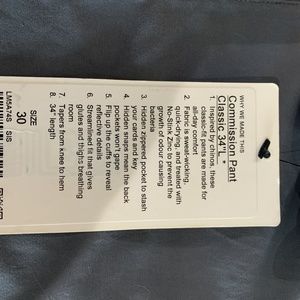 WHY WE MADE THIS
Commission Pant
Classic 34"
1. Inspired by chinos, these
classic-fit pants are made for
all-day comfort
2. Fabric is sweat-wicking,
quick-drying, and treated with
No-Stink Zinc to prevent the
growth of odour causing
bacteria
3. Hidden zippered pocket to stash
your cards and key
4. Hidden snaps mean the back
pockets won't gape
5. Flip up the cuffs to reveal
reflective details
6. Streamlined fit that gives
glutes and thighs breathing
room
7. Tapers from knee to hem
8. 34" length
SIZE
30
LM5A74S SIS